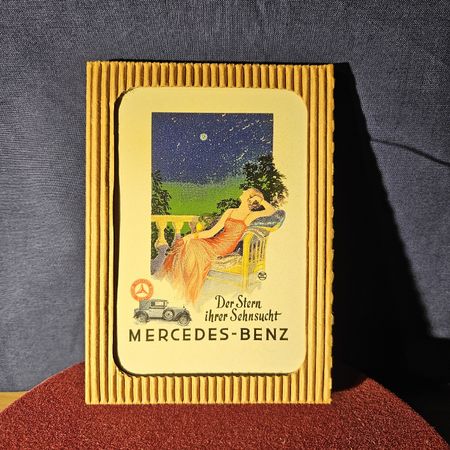 Der Stern
ihrer Sehnsucht
MERCEDES-BENZ